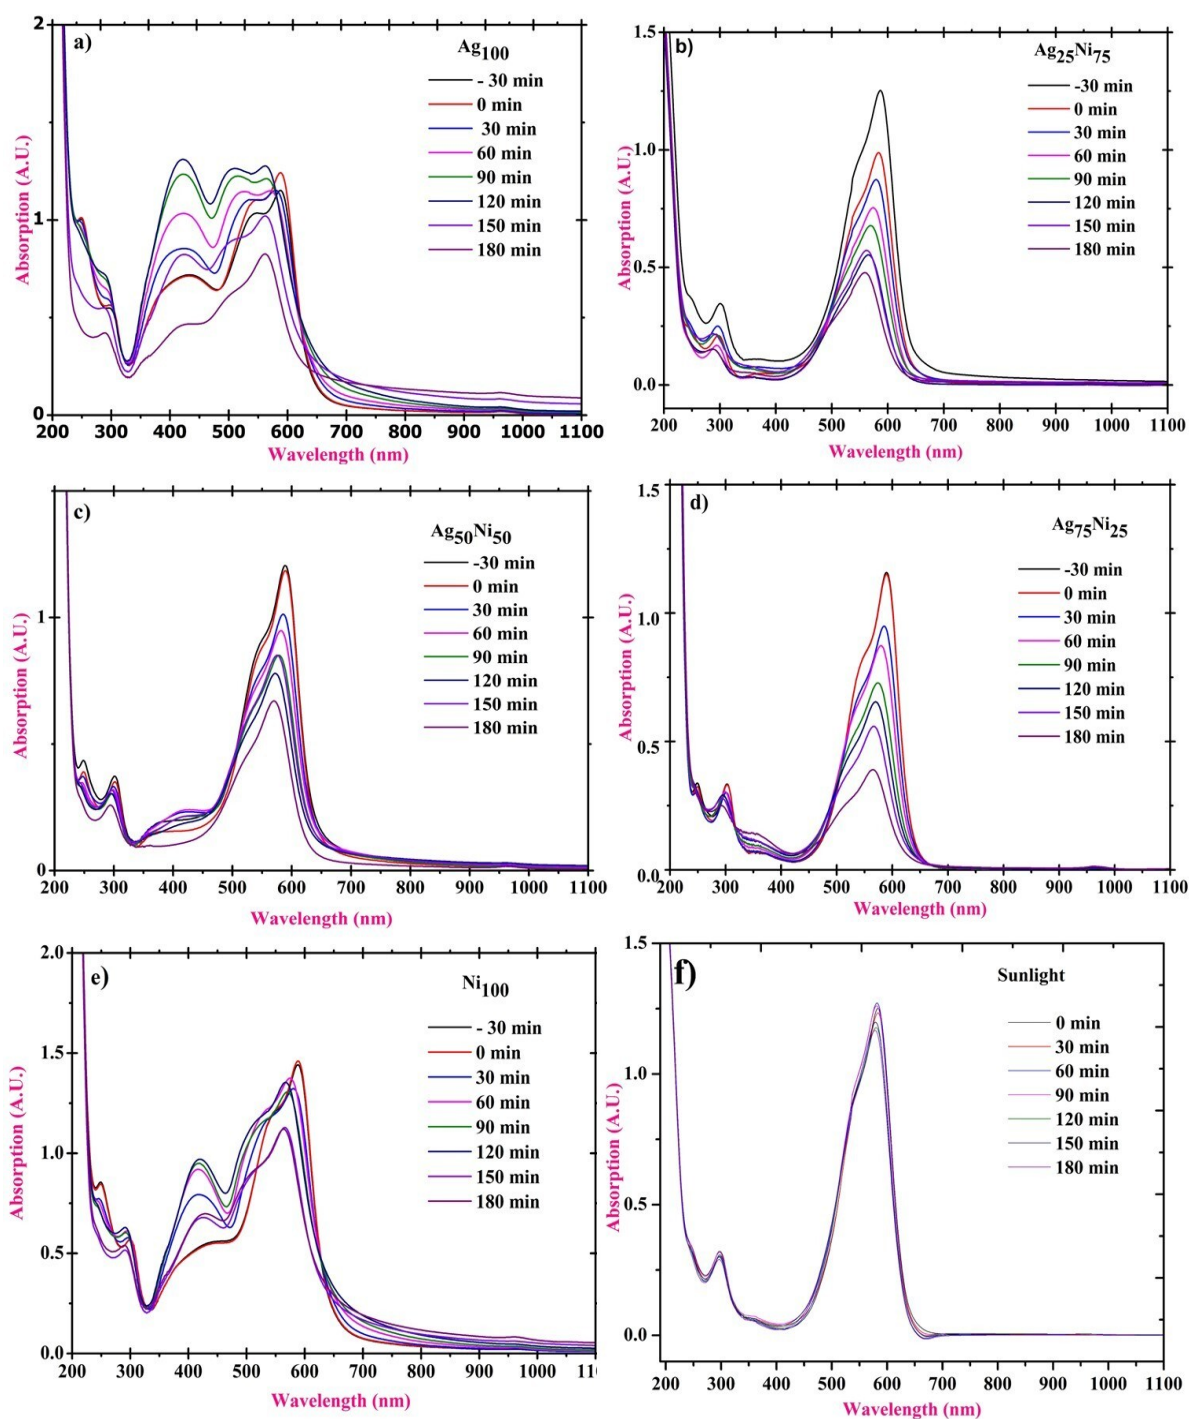 a)
Ag100
- 30 min
0 min
30 min
60 min
90 min
120 min
150 min
180 min
Absorption (A.U.)
2
1
0
200 300 400 500 600 700 800 900 1000 1100
Wavelength (nm)
b)
Ag25Ni75
-30 min
0 min
30 min
60 min
90 min
120 min
150 min
180 min
Absorption (A.U.)
1.5
1.0
0.5
0.0
200 300 400 500 600 700 800 900 1000 1100
Wavelength (nm)
c)
Ag50Ni50
-30 min
0 min
30 min
60 min
90 min
120 min
150 min
180 min
Absorption (A.U.)
1
0
200 300 400 500 600 700 800 900 1000 1100
Wavelength (nm)
d)
Ag75Ni25
-30 min
0 min
30 min
60 min
90 min
120 min
150 min
180 min
Absorption (A.U.)
1.5
1.0
0.5
0.0
200 300 400 500 600 700 800 900 1000 1100
Wavelength (nm)
e)
Ni100
- 30 min
0 min
30 min
60 min
90 min
120 min
150 min
180 min
Absorption (A.U.)
2.0
1.5
1.0
0.5
0.0
200 300 400 500 600 700 800 900 1000 110
Wavelength (nm)
f)
Sunlight
0 min
30 min
60 min
90 min
120 min
150 min
180 min
Absorption (A.U.)
1.5
1.0
0.5
0.0
200 300 400 500 600 700 800 900 1000 1100
Wavelength (nm)